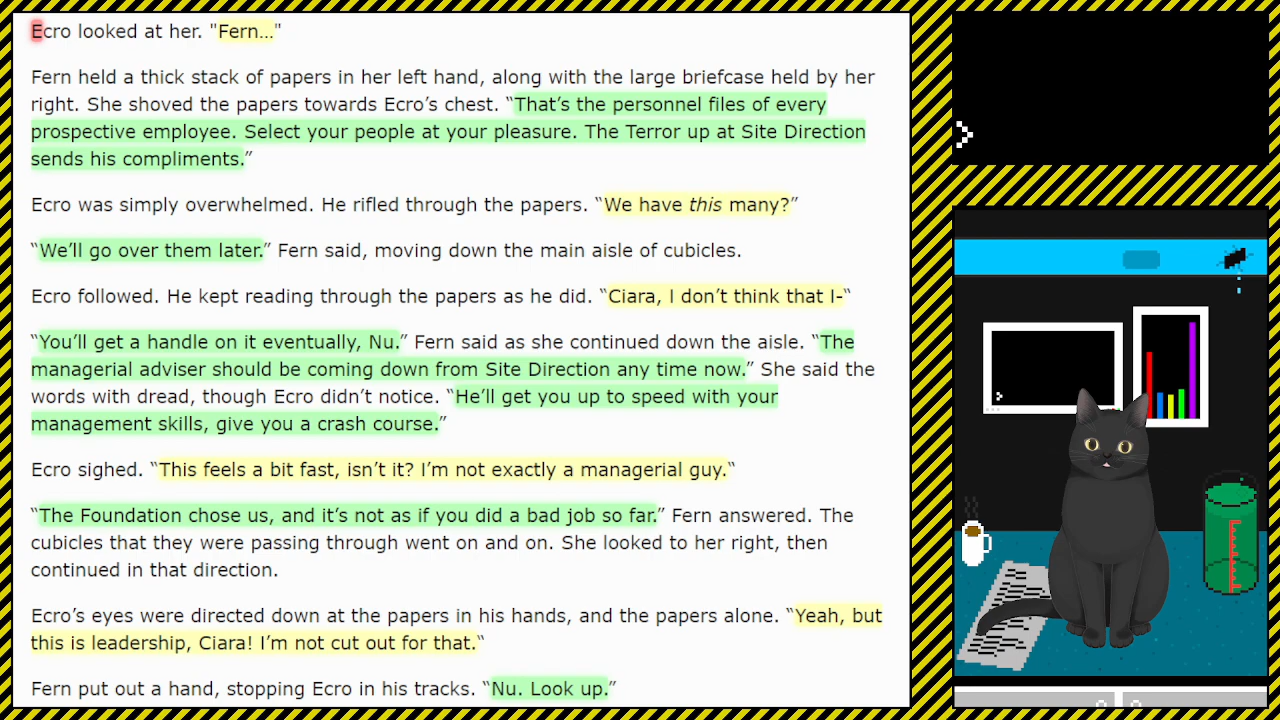 Ecro looked at her. "Fern…"
Fern held a thick stack of papers in her left hand, along with the large briefcase held by her
right. She shoved the papers towards Ecro’s chest. “That’s the personnel files of every
prospective employee. Select your people at your pleasure. The Terror up at Site Direction
sends his compliments.”
Ecro was simply overwhelmed. He rifled through the papers. “We have this many?”
“We’ll go over them later.” Fern said, moving down the main aisle of cubicles.
Ecro followed. He kept reading through the papers as he did. “Ciara, I don’t think that I-“
“You’ll get a handle on it eventually, Nu.” Fern said as she continued down the aisle. “The
managerial adviser should be coming down from Site Direction any time now.” She said the
words with dread, though Ecro didn’t notice. “He’ll get you up to speed with your
management skills, give you a crash course.”
Ecro sighed. “This feels a bit fast, isn’t it? I’m not exactly a managerial guy.“
“The Foundation chose us, and it’s not as if you did a bad job so far.” Fern answered. The
cubicles that they were passing through went on and on. She looked to her right, then
continued in that direction.
Ecro’s eyes were directed down at the papers in his hands, and the papers alone. “Yeah, but
this is leadership, Ciara! I’m not cut out for that.“
Fern put out a hand, stopping Ecro in his tracks. “Nu. Look up.”